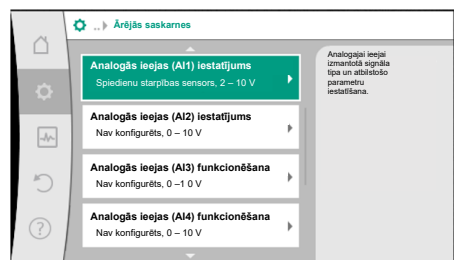 ..▸ Ārējās saskarnes
Analogās ieejas (AI1) iestatījums
Spiedienu starpības sensors, 2 – 10 V
Analogās ieejas (AI2) iestatījums
Nav konfigurēts, 0 – 10 V
Analogās ieejas (AI3) funkcionēšana
Nav konfigurēts, 0 –1 0 V
Analogās ieejas (AI4) funkcionēšana
Nav konfigurēts, 0 – 10 V
Analogajai ieejai
izmantotā signāla
tipa un atbilstošo
parametru
iestatīšana.